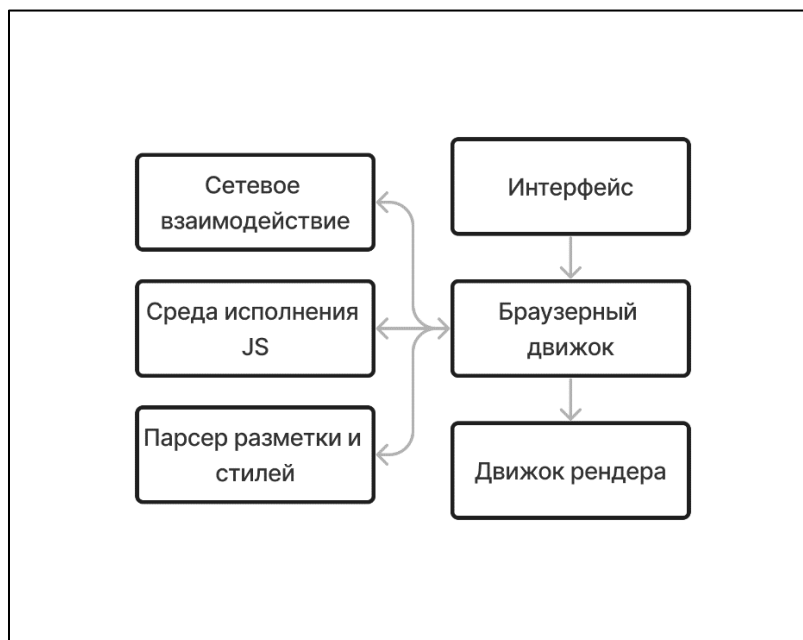 Сетевое
взаимодействие
Интерфейс
Среда исполнения
JS
Браузерный
движок
Парсер разметки и
стилей
Движок рендера